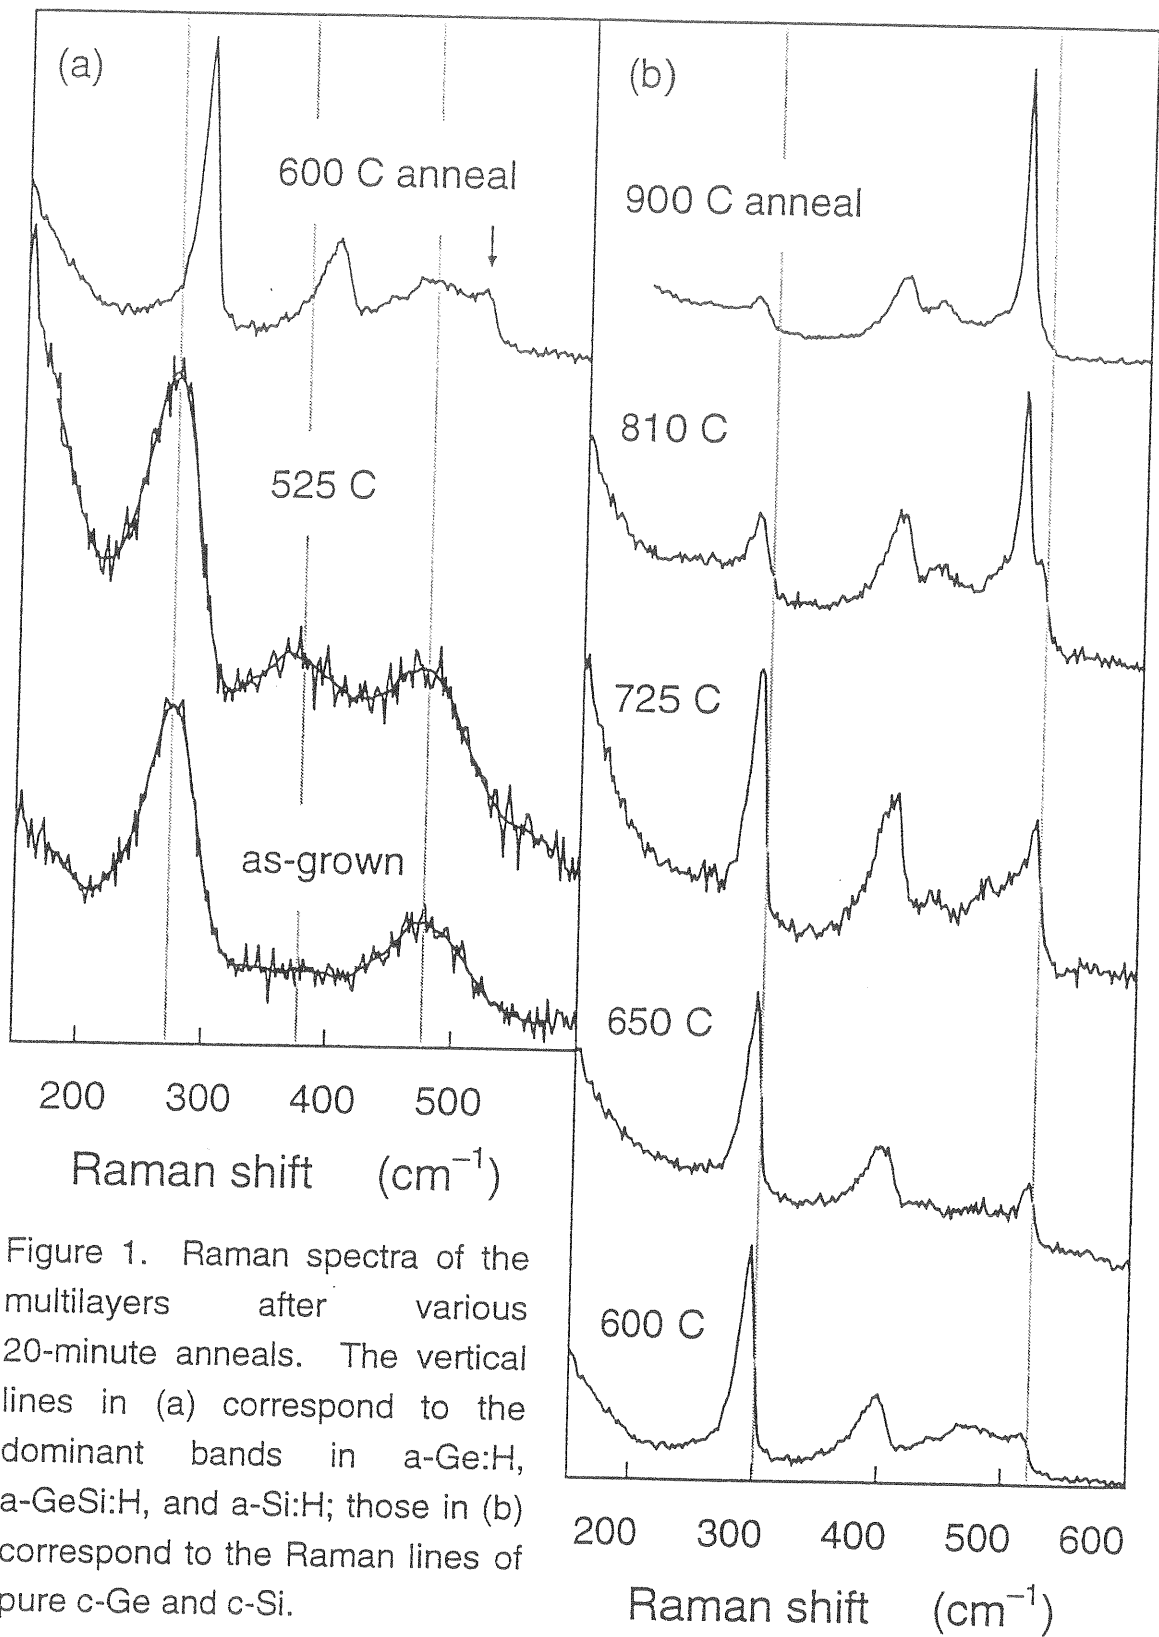 (a)
600 C anneal
525 C
as-grown
200 300 400 500
Raman shift (cm⁻¹)
(b)
900 C anneal
810 C
725 C
650 C
600 C
200 300 400 500 600
Raman shift (cm⁻¹)
Figure 1. Raman spectra of the
multilayers after various
20-minute anneals. The vertical
lines in (a) correspond to the
dominant bands in a-Ge:H,
a-GeSi:H, and a-Si:H; those in (b)
correspond to the Raman lines of
pure c-Ge and c-Si.